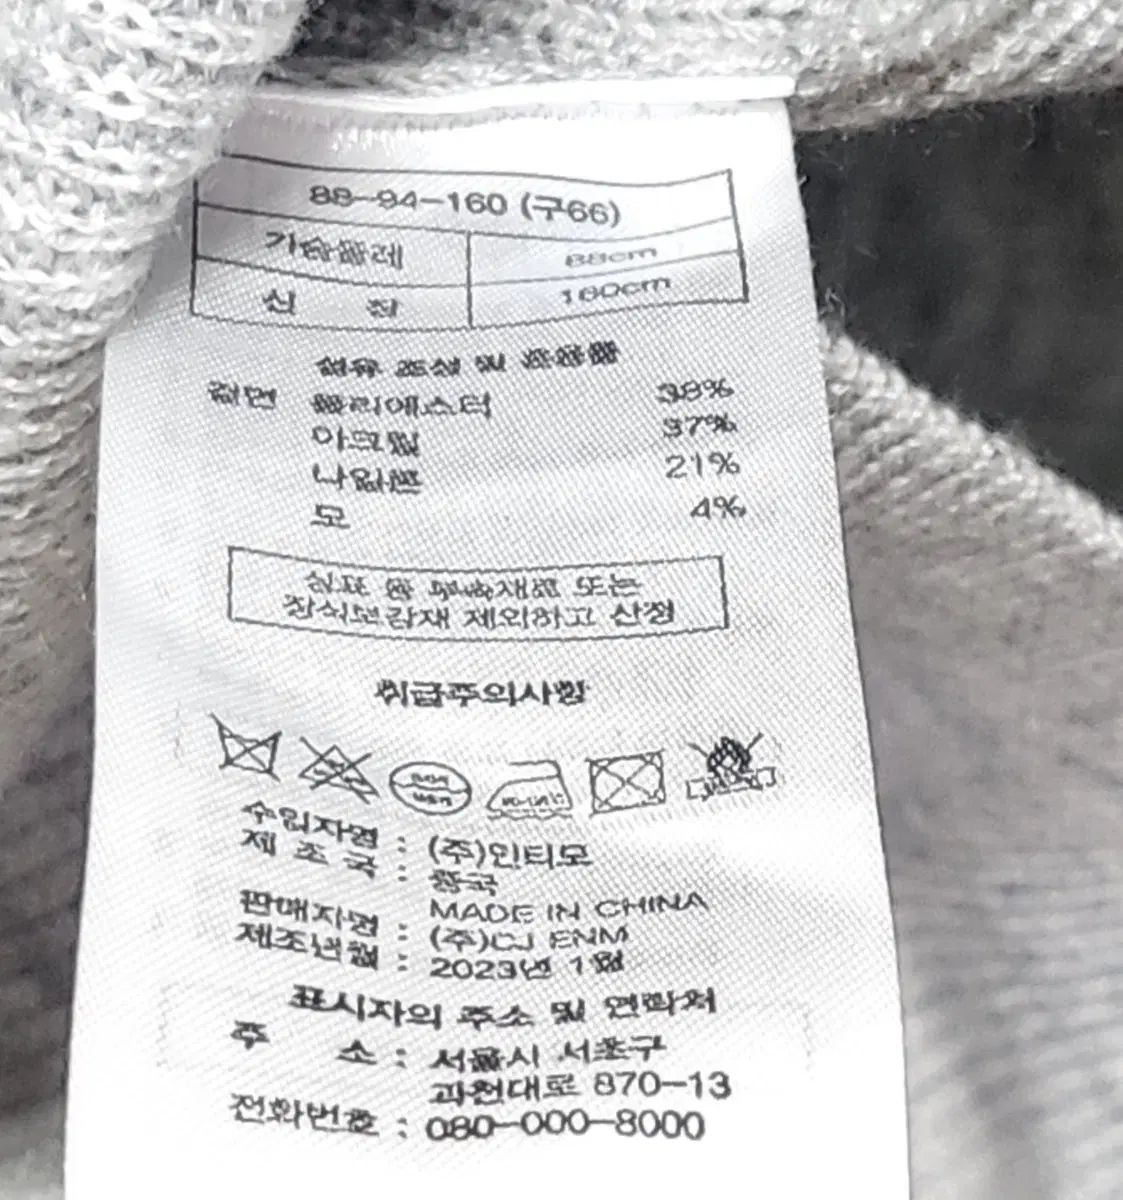 88-94-160 (구66)
가슴둘레 88cm
신 장 160cm
섬유 조성 및 혼용률
겉면 폴리에스터 38%
아크릴 37%
나일론 21%
모 4%
심포 등 부속재료 또는
장식보강재 제외하고 산정
취급주의사항
수입자명 : (주)인티모
제조국 : 중국
MADE IN CHINA
판매자명 : (주)CJ ENM
제조년월 : 2023년 1월
표시자의 주소 및 연락처
주 소 : 서울시 서초구
과천대로 870-13
전화번호 : 080-000-8000